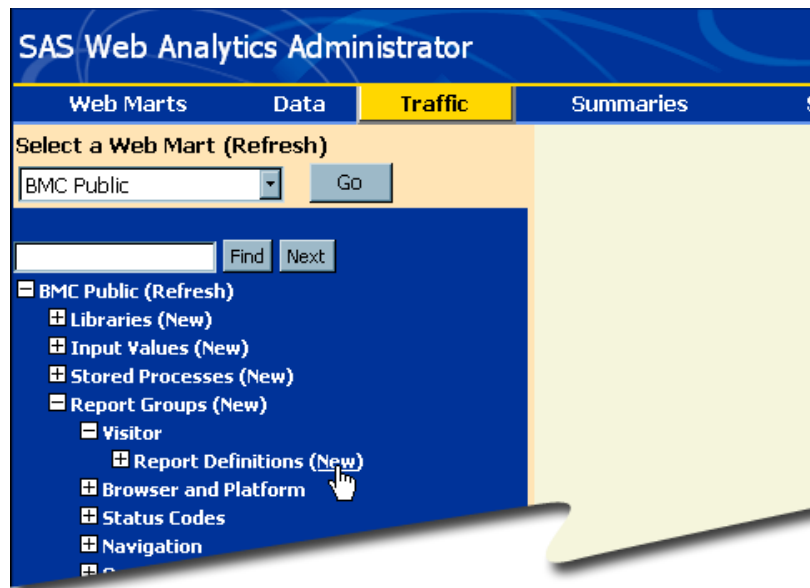 SAS Web Analytics Administrator
Web Marts Data Traffic Summaries
Select a Web Mart (Refresh)
BMC Public Go
Find Next
BMC Public (Refresh)
Libraries (New)
Input Values (New)
Stored Processes (New)
Report Groups (New)
Visitor
Report Definitions (New)
Browser and Platform
Status Codes
Navigation